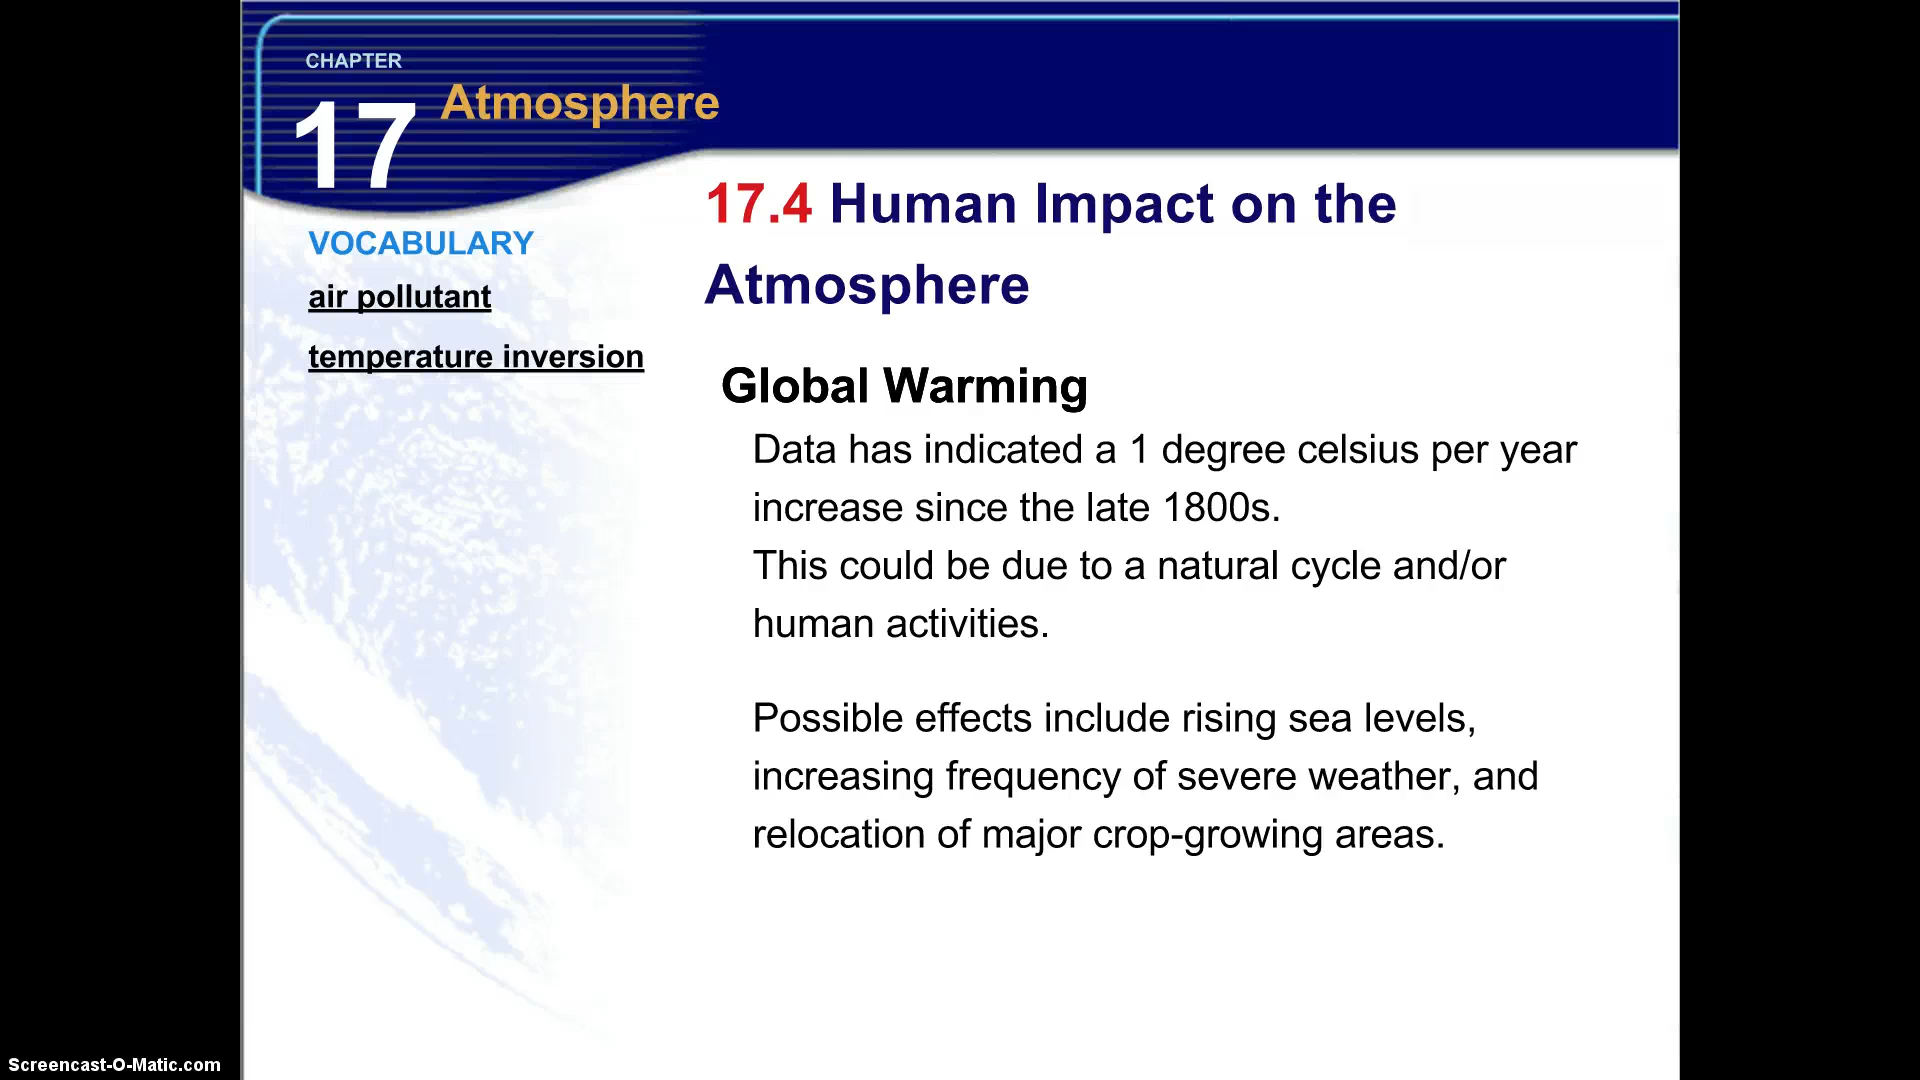 CHAPTER
17 Atmosphere
VOCABULARY
air pollutant
temperature inversion
17.4 Human Impact on the
Atmosphere
Global Warming
Data has indicated a 1 degree celsius per year
increase since the late 1800s.
This could be due to a natural cycle and/or
human activities.
Possible effects include rising sea levels,
increasing frequency of severe weather, and
relocation of major crop-growing areas.
Screencast-O-Matic.com